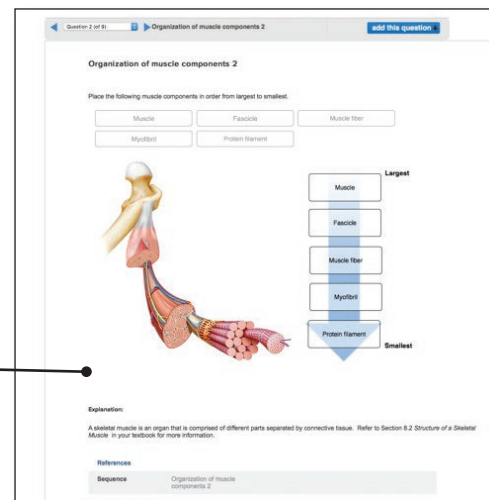 Question 2 (of 9)
Organization of muscle components 2
add this question
Organization of muscle components 2
Place the following muscle components in order from largest to smallest.
Muscle
Fascicle
Muscle fiber
Myofibril
Protein filament
Largest
Muscle
Fascicle
Muscle fiber
Myofibril
Protein filament
Smallest
Explanation:
A skeletal muscle is an organ that is comprised of different parts separated by connective tissue. Refer to Section 8.2 Structure of a Skeletal
Muscle in your textbook for more information.
References
Sequence
Organization of muscle
components 2